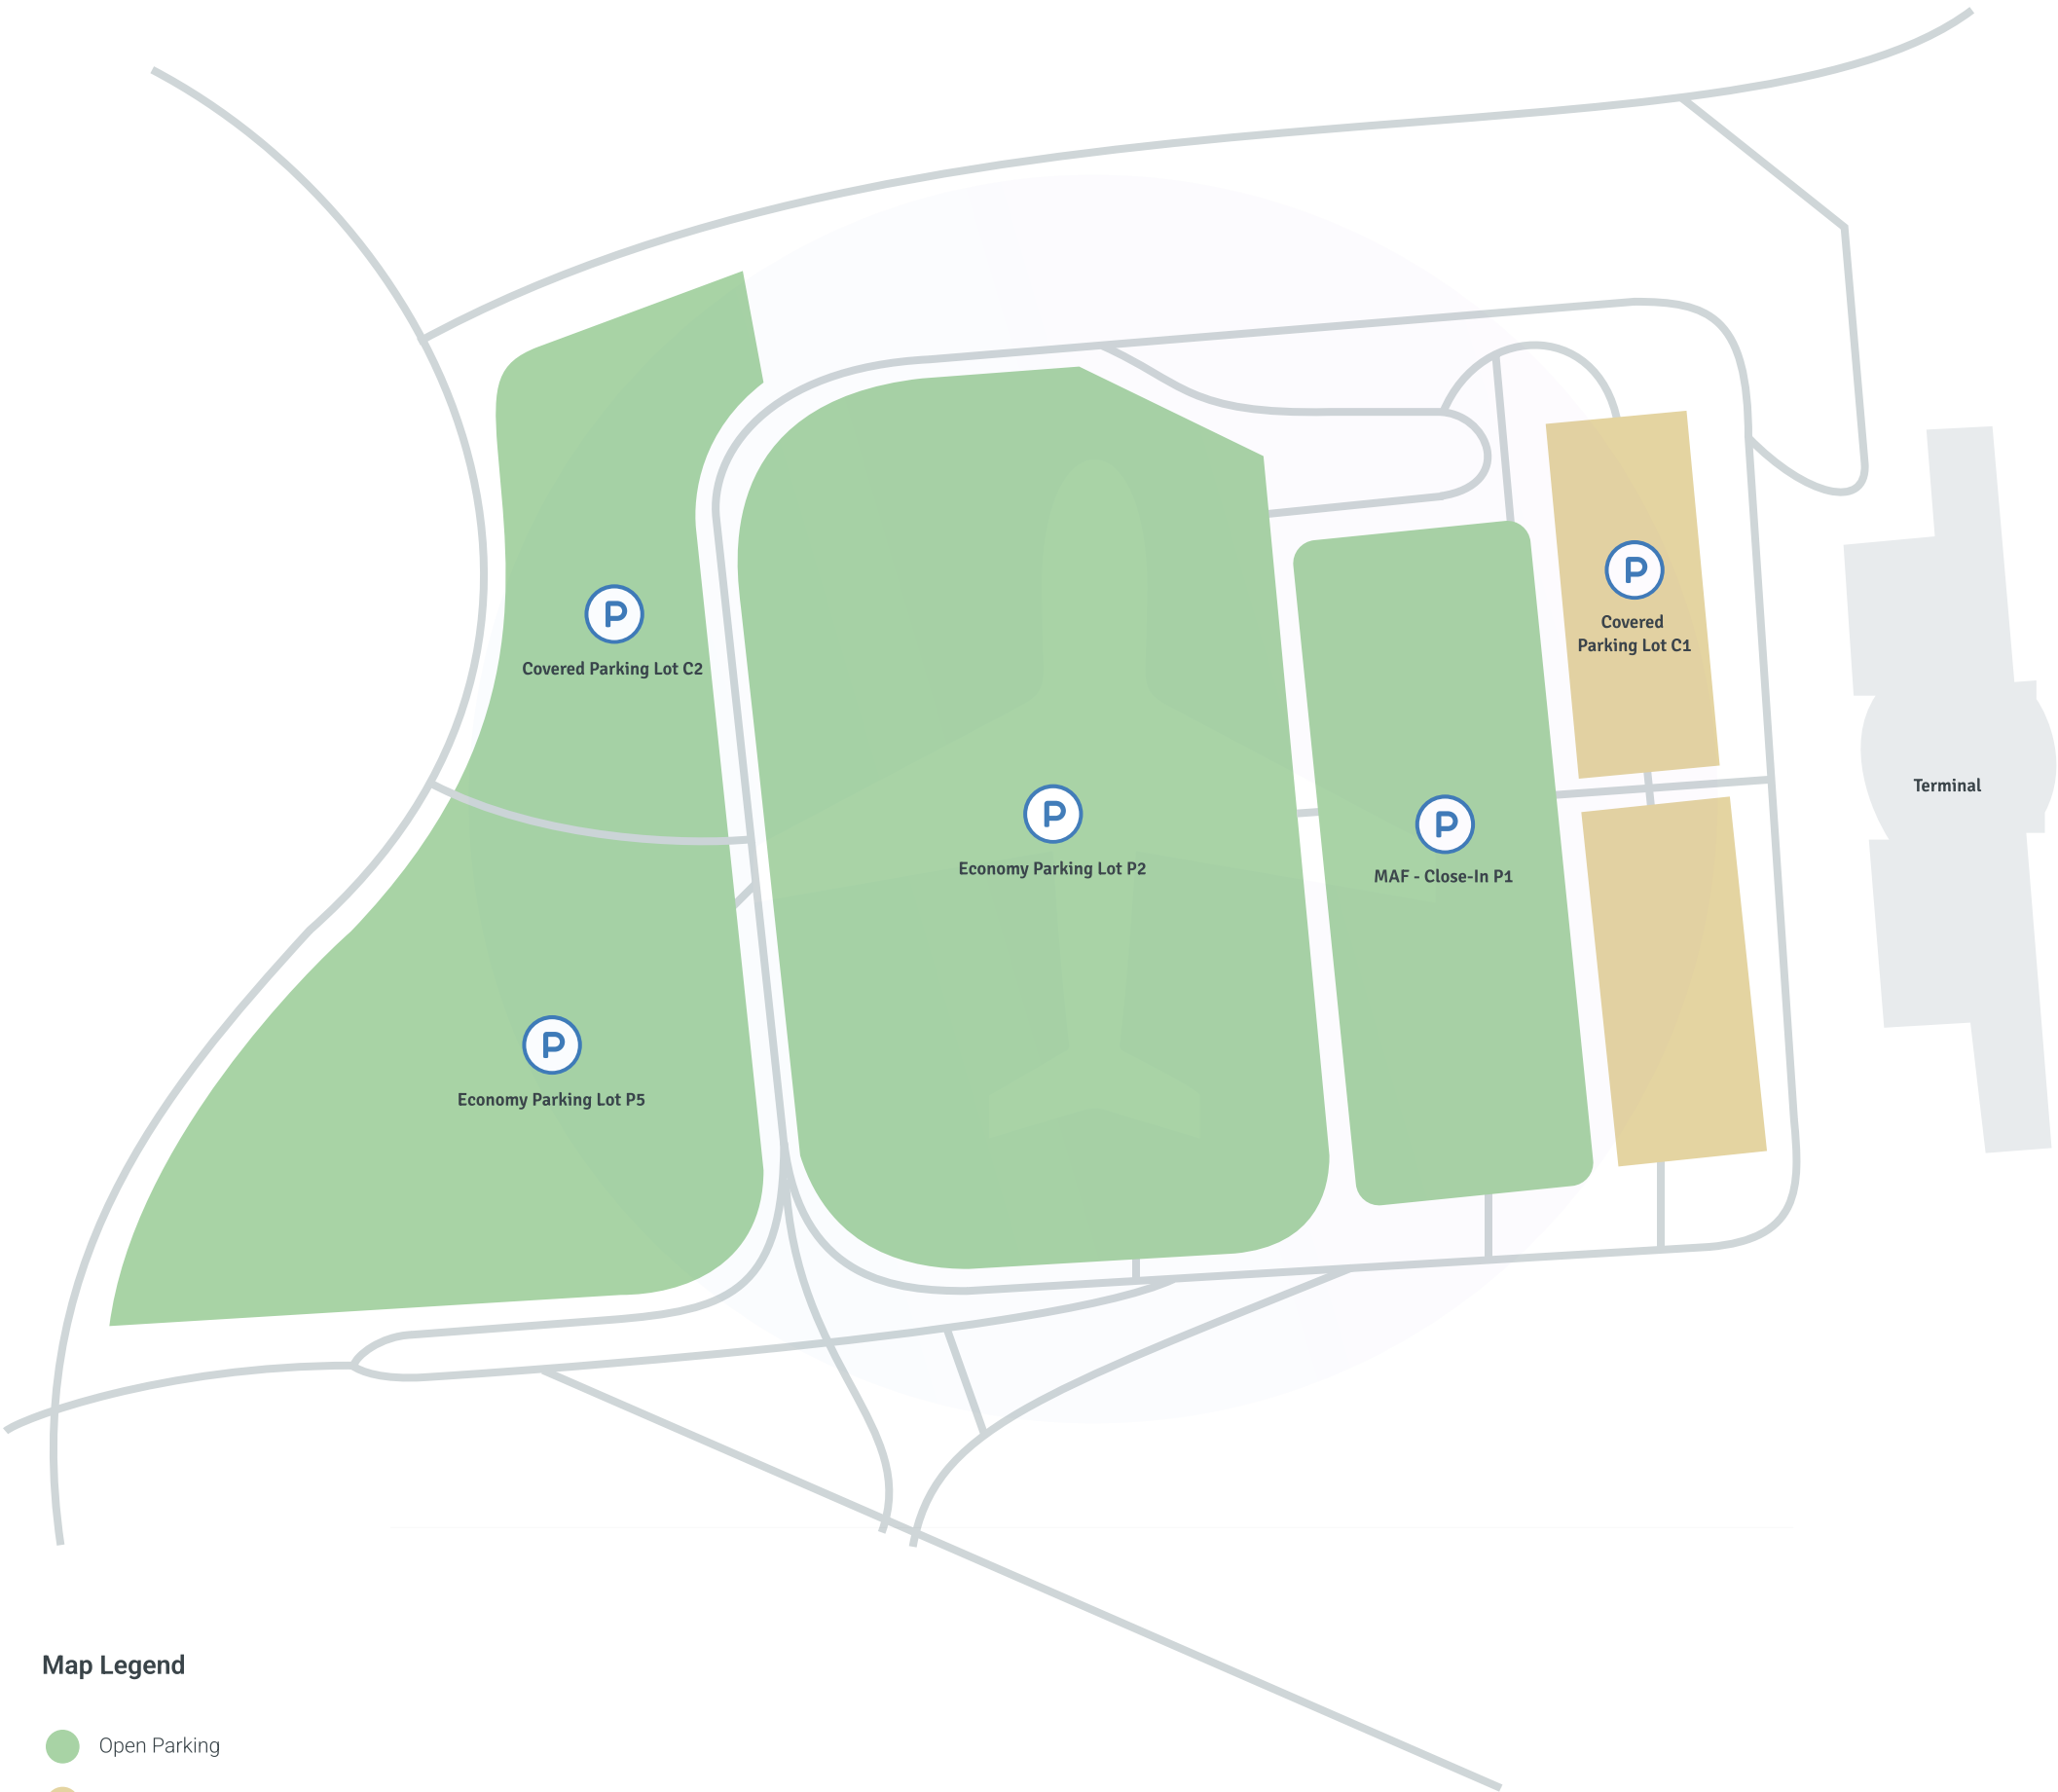 Covered
Parking Lot C1
Covered Parking Lot C2
Terminal
Economy Parking Lot P2
MAF - Close-In P1
Economy Parking Lot P5
Map Legend
Open Parking